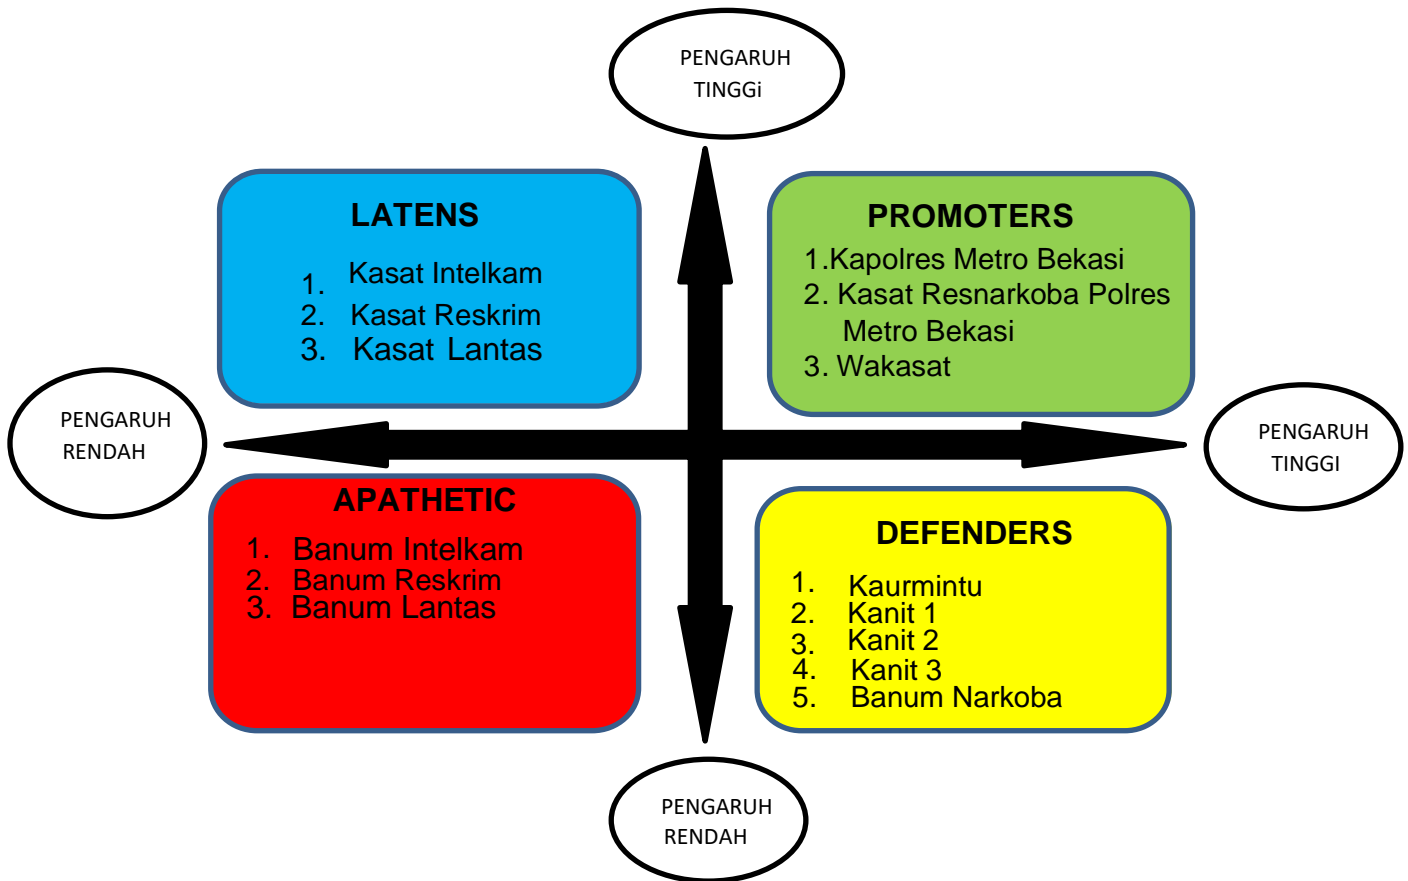 PENGARUH
TINGGi
LATENS
1. Kasat Intelkam
2. Kasat Reskrim
3. Kasat Lantas
PROMOTERS
1.Kapolres Metro Bekasi
2. Kasat Resnarkoba Polres
Metro Bekasi
3. Wakasat
PENGARUH
RENDAH
PENGARUH
TINGGI
APATHETIC
1. Banum Intelkam
2. Banum Reskrim
3. Banum Lantas
DEFENDERS
1. Kaurmintu
2. Kanit 1
3. Kanit 2
4. Kanit 3
5. Banum Narkoba
PENGARUH
RENDAH